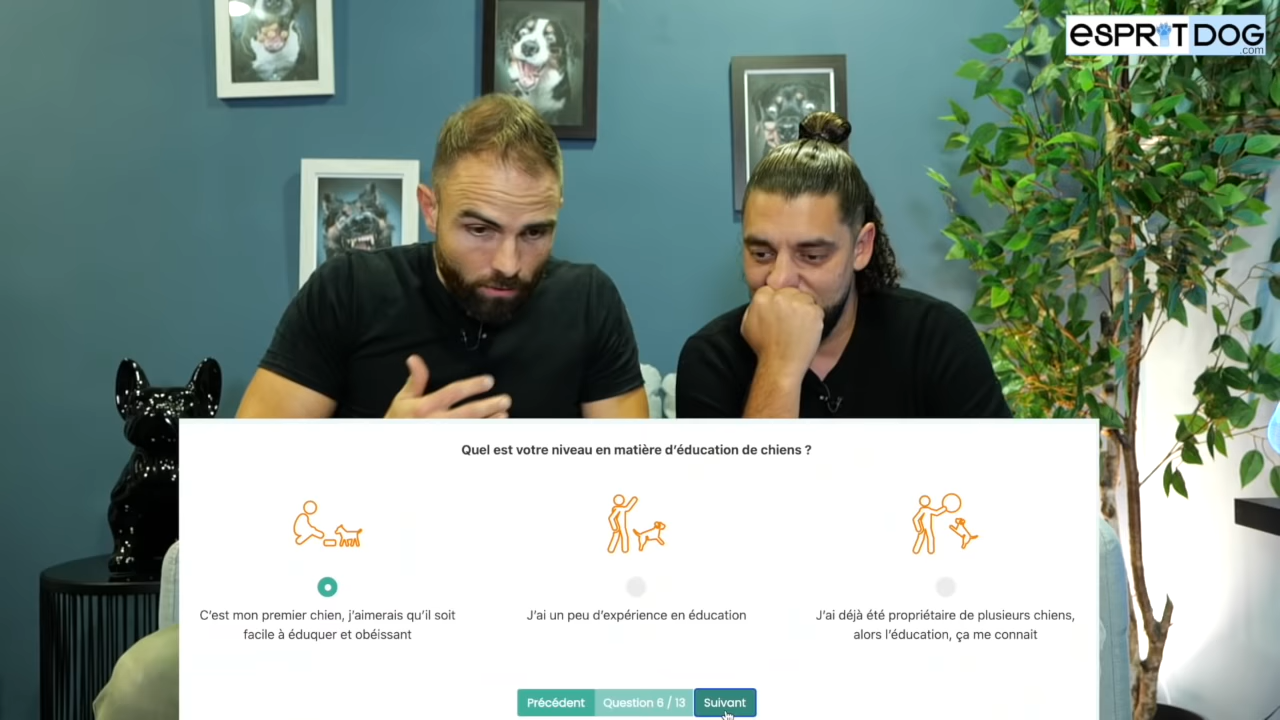 ESPRIT DOG
.com
Quel est votre niveau en matière d'éducation de chiens ?
C'est mon premier chien, j'aimerais qu'il soit
facile à éduquer et obéissant
J'ai un peu d'expérience en éducation
J'ai déjà été propriétaire de plusieurs chiens,
alors l'éducation, ça me connait
Précédent
Question 6 / 13
Suivant